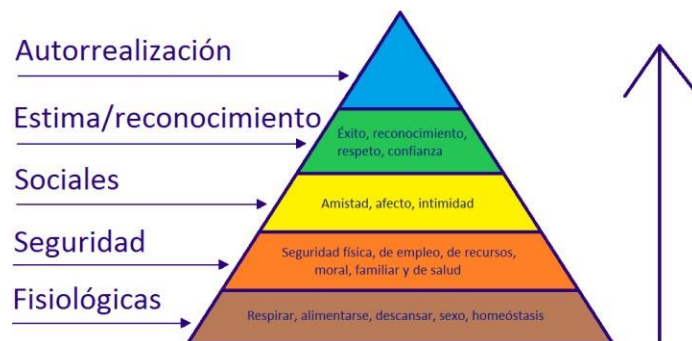 Autorrealización
Estima/reconocimiento
Éxito, reconocimiento,
respeto, confianza
Sociales
Amistad, afecto, intimidad
Seguridad
Seguridad física, de empleo, de recursos,
moral, familiar y de salud
Fisiológicas
Respirar, alimentarse, descansar, sexo, homeóstasis